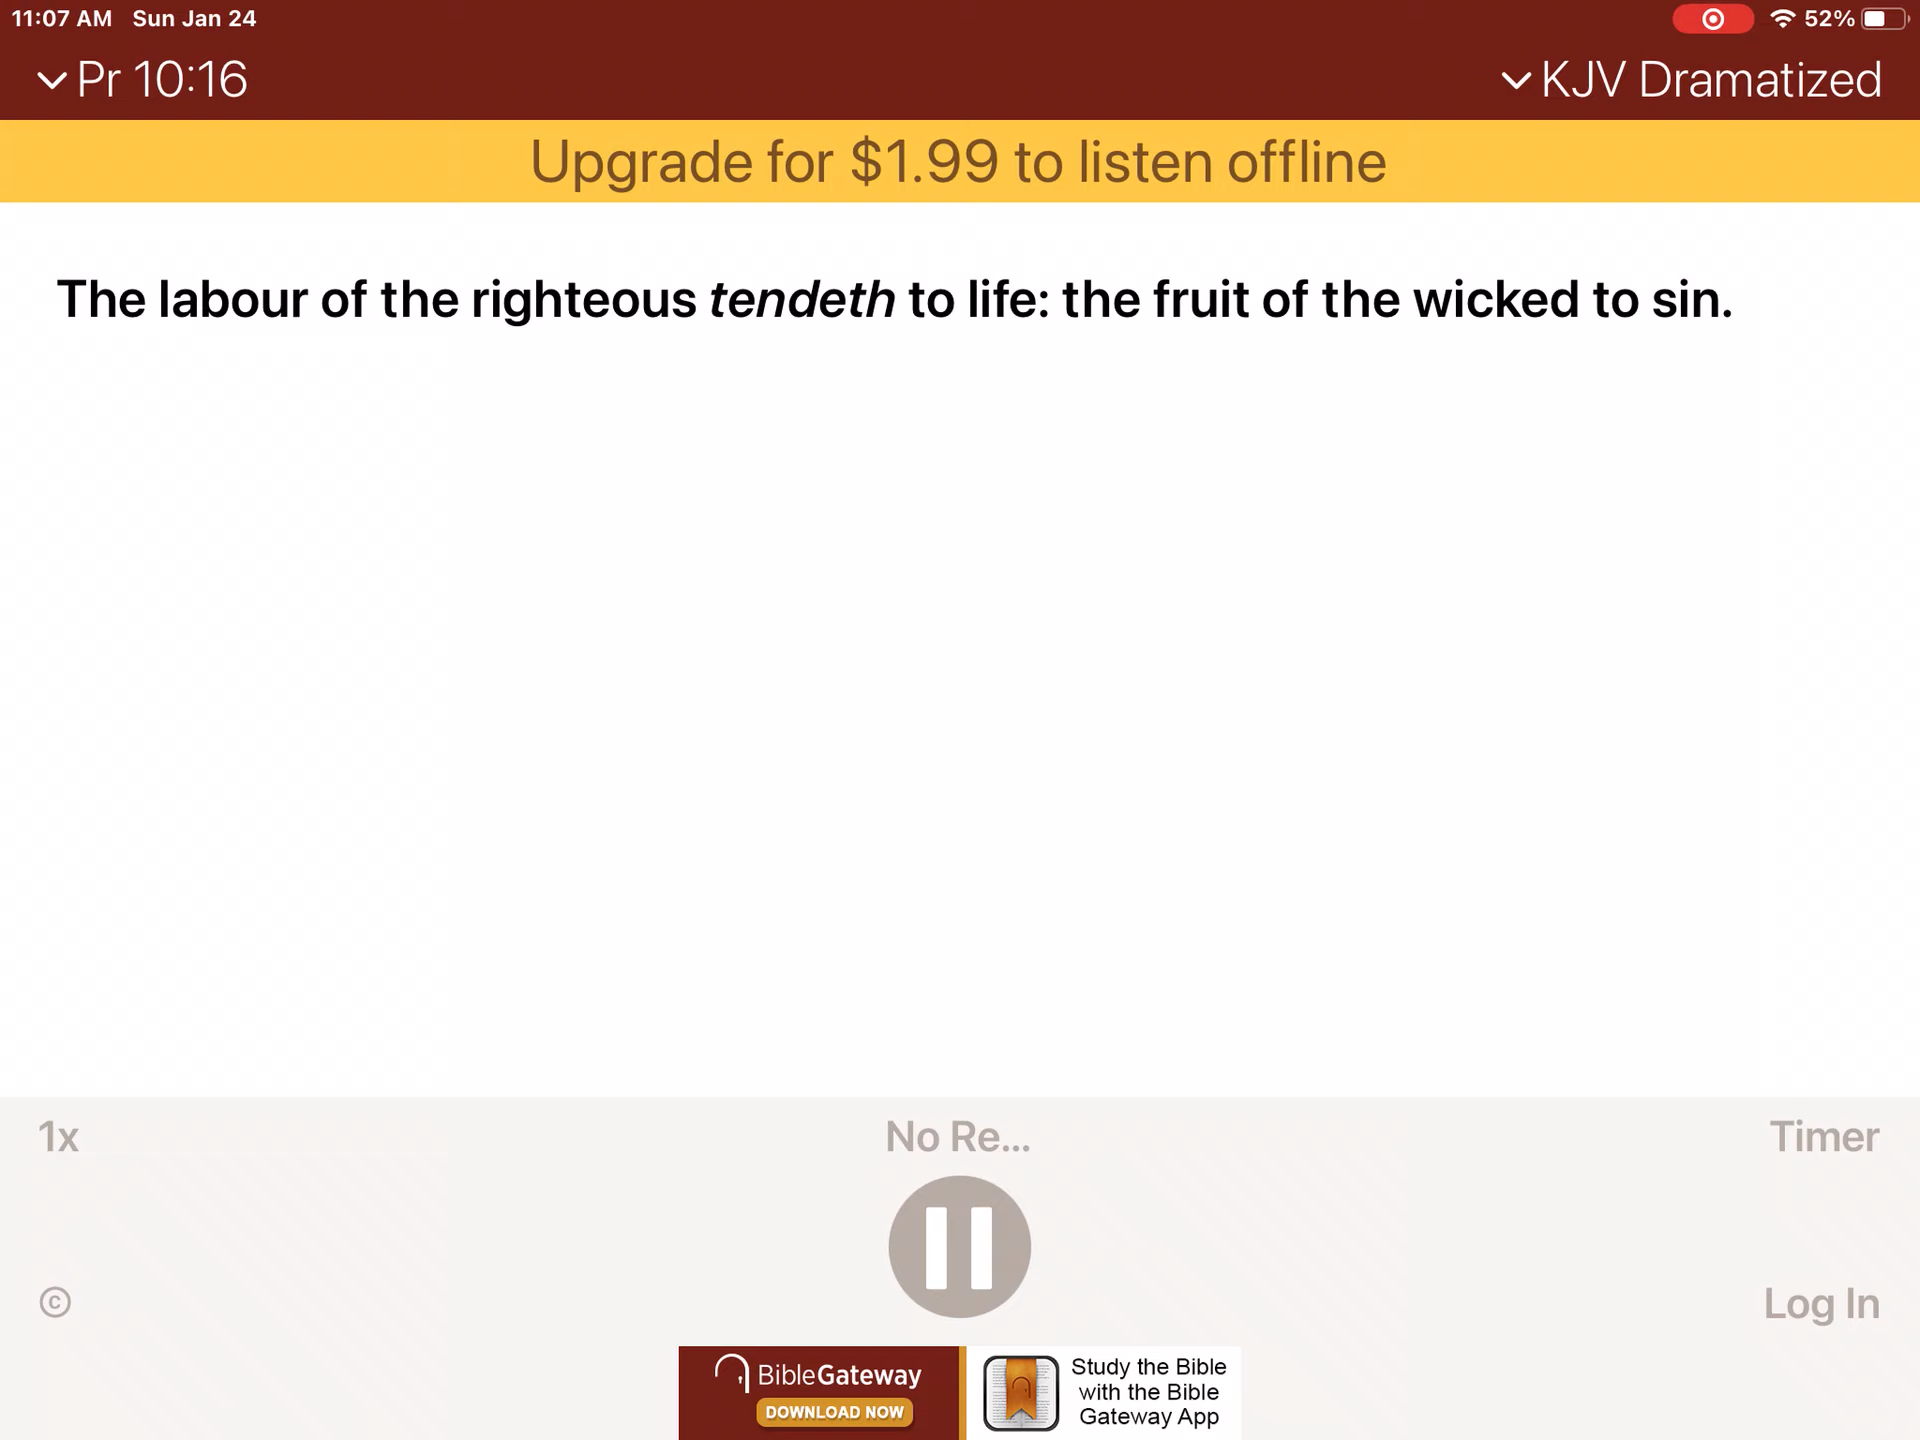 11:07 AM Sun Jan 24 52%
Pr 10:16 KJV Dramatized
Upgrade for $1.99 to listen offline
The labour of the righteous tendeth to life: the fruit of the wicked to sin.
1x No Re... Timer
© Log In
BibleGateway
DOWNLOAD NOW
Study the Bible
with the Bible
Gateway App